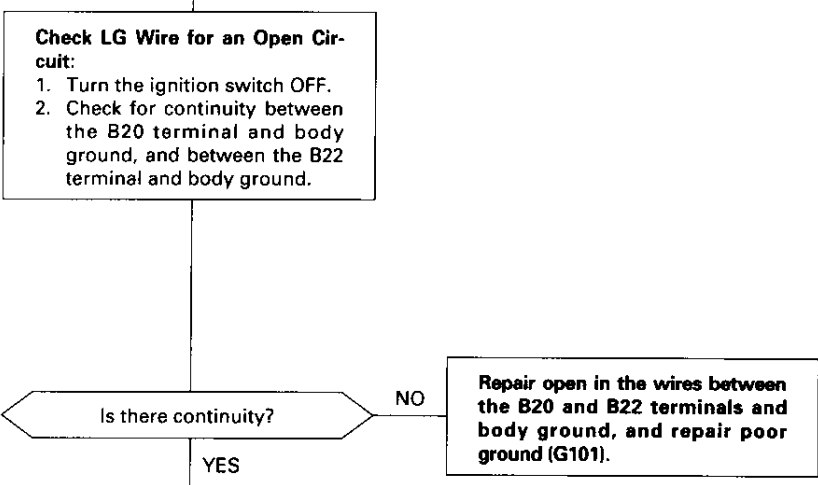 Check LG Wire for an Open Cir-
cuit:
1. Turn the ignition switch OFF.
2. Check for continuity between
the B20 terminal and body
ground, and between the B22
terminal and body ground.
Is there continuity?
NO
Repair open in the wires between
the B20 and B22 terminals and
body ground, and repair poor
ground (G101).
YES